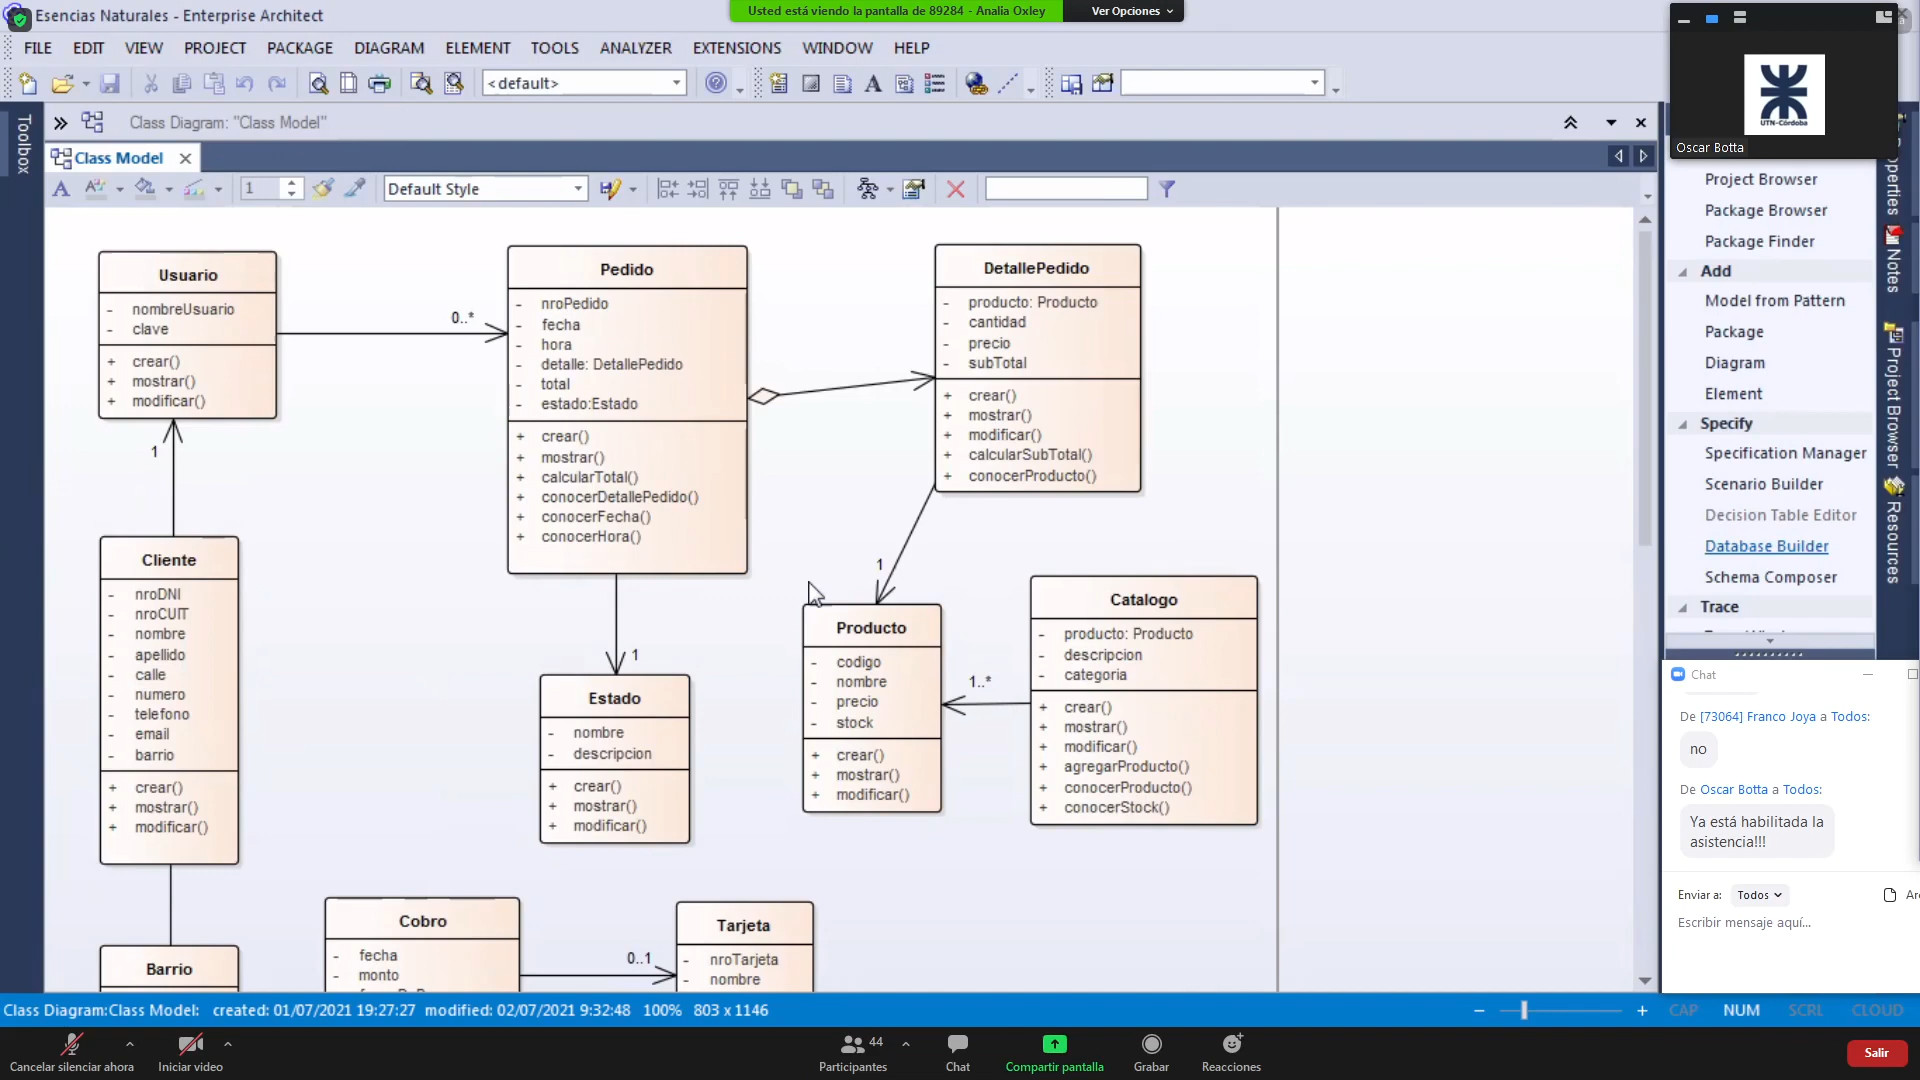 Esencias Naturales - Enterprise Architect
Usted está viendo la pantalla de 89284 - Analia Oxley
Ver Opciones
FILE EDIT VIEW PROJECT PACKAGE DIAGRAM ELEMENT TOOLS ANALYZER EXTENSIONS WINDOW HELP
<default>
Toolbox
Class Diagram: "Class Model"
Class Model
1
Default Style
Usuario
- nombreUsuario
- clave
+ crear()
+ mostrar()
+ modificar()
0..*
Pedido
- nroPedido
- fecha
- hora
- detalle: DetallePedido
- total
- estado:Estado
+ crear()
+ mostrar()
+ calcularTotal()
+ conocerDetallePedido()
+ conocerFecha()
+ conocerHora()
DetallePedido
- producto: Producto
- cantidad
- precio
- subTotal
+ crear()
+ mostrar()
+ modificar()
+ calcularSubTotal()
+ conocerProducto()
1
Cliente
- nroDNI
- nroCUIT
- nombre
- apellido
- calle
- numero
- telefono
- email
- barrio
+ crear()
+ mostrar()
+ modificar()
1
Estado
- nombre
- descripcion
+ crear()
+ mostrar()
+ modificar()
1
Producto
- codigo
- nombre
- precio
- stock
+ crear()
+ mostrar()
+ modificar()
1..*
Catalogo
- producto: Producto
- descripcion
- categoria
+ crear()
+ mostrar()
+ modificar()
+ agregarProducto()
+ conocerProducto()
+ conocerStock()
Barrio
Cobro
- fecha
- monto
0..1
Tarjeta
- nroTarjeta
- nombre
UTN-Córdoba
Oscar Botta
Project Browser
Package Browser
Package Finder
Add
Model from Pattern
Package
Diagram
Element
Specify
Specification Manager
Scenario Builder
Decision Table Editor
Database Builder
Schema Composer
Trace
Notes
Project Browser
Resources
Chat
De [73064] Franco Joya a Todos:
no
De Oscar Botta a Todos:
Ya está habilitada la
asistencia!!!
Enviar a: Todos
Escribir mensaje aquí...
Class Diagram:Class Model: created: 01/07/2021 19:27:27 modified: 02/07/2021 9:32:48 100% 803 x 1146
CAP NUM SCRL CLOUD
Cancelar silenciar ahora
Iniciar video
44
Participantes
Chat
Compartir pantalla
Grabar
Reacciones
Salir